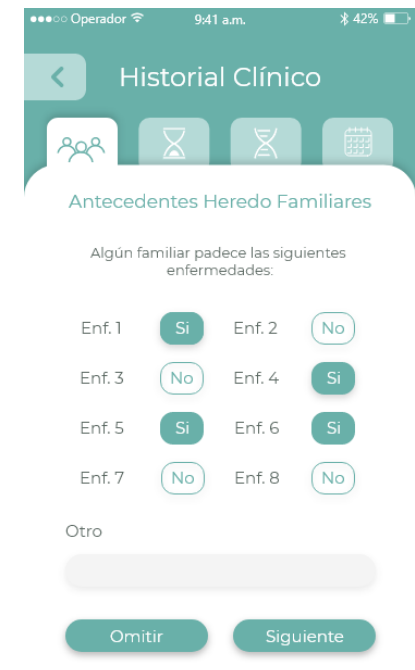 Operador 9:41 a.m. 42%
Historial Clínico
Antecedentes Heredo Familiares
Algún familiar padece las siguientes
enfermedades:
Enf. 1 Si Enf. 2 No
Enf. 3 No Enf. 4 Si
Enf. 5 Si Enf. 6 Si
Enf. 7 No Enf. 8 No
Otro
Omitir Siguiente